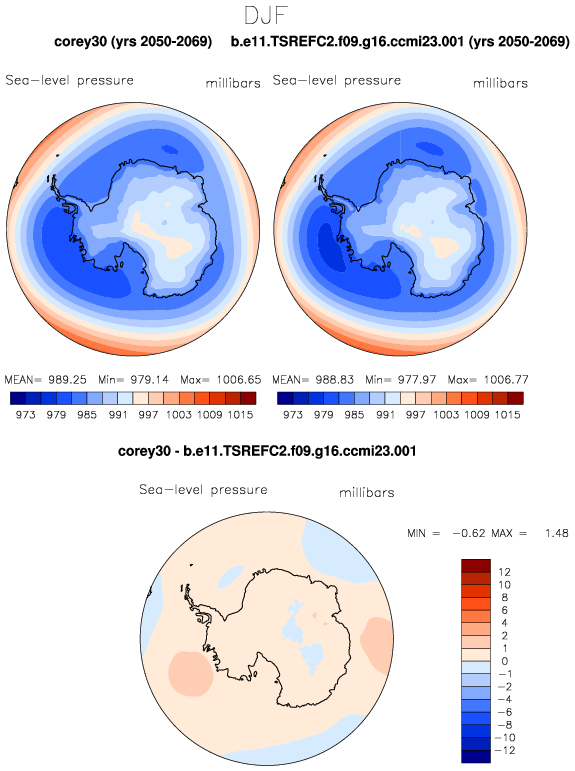 DJF
corey30 (yrs 2050-2069) b.e11.TSREFC2.f09.g16.ccmi23.001 (yrs 2050-2069)
Sea-level pressure millibars Sea-level pressure millibars
MEAN= 989.25 Min= 979.14 Max= 1006.65 MEAN= 988.83 Min= 977.97 Max= 1006.77
973 979 985 991 997 1003 1009 1015 973 979 985 991 997 1003 1009 1015
corey30 - b.e11.TSREFC2.f09.g16.ccmi23.001
Sea-level pressure millibars
MIN = -0.62 MAX = 1.48
12
10
8
6
4
2
1
0
-1
-2
-4
-6
-8
-10
-12